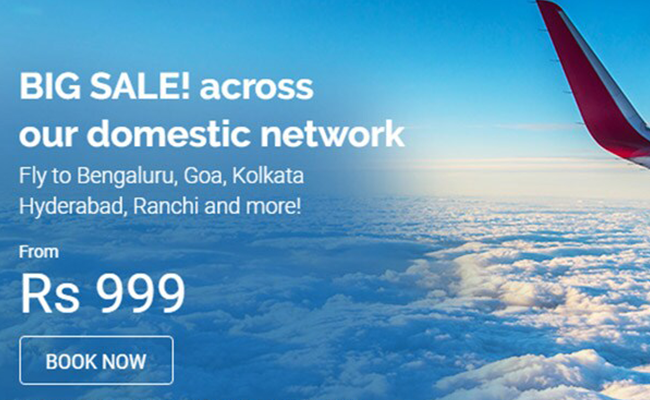 BIG SALE! across
our domestic network
Fly to Bengaluru, Goa, Kolkata
Hyderabad, Ranchi and more!
From
Rs 999
BOOK NOW